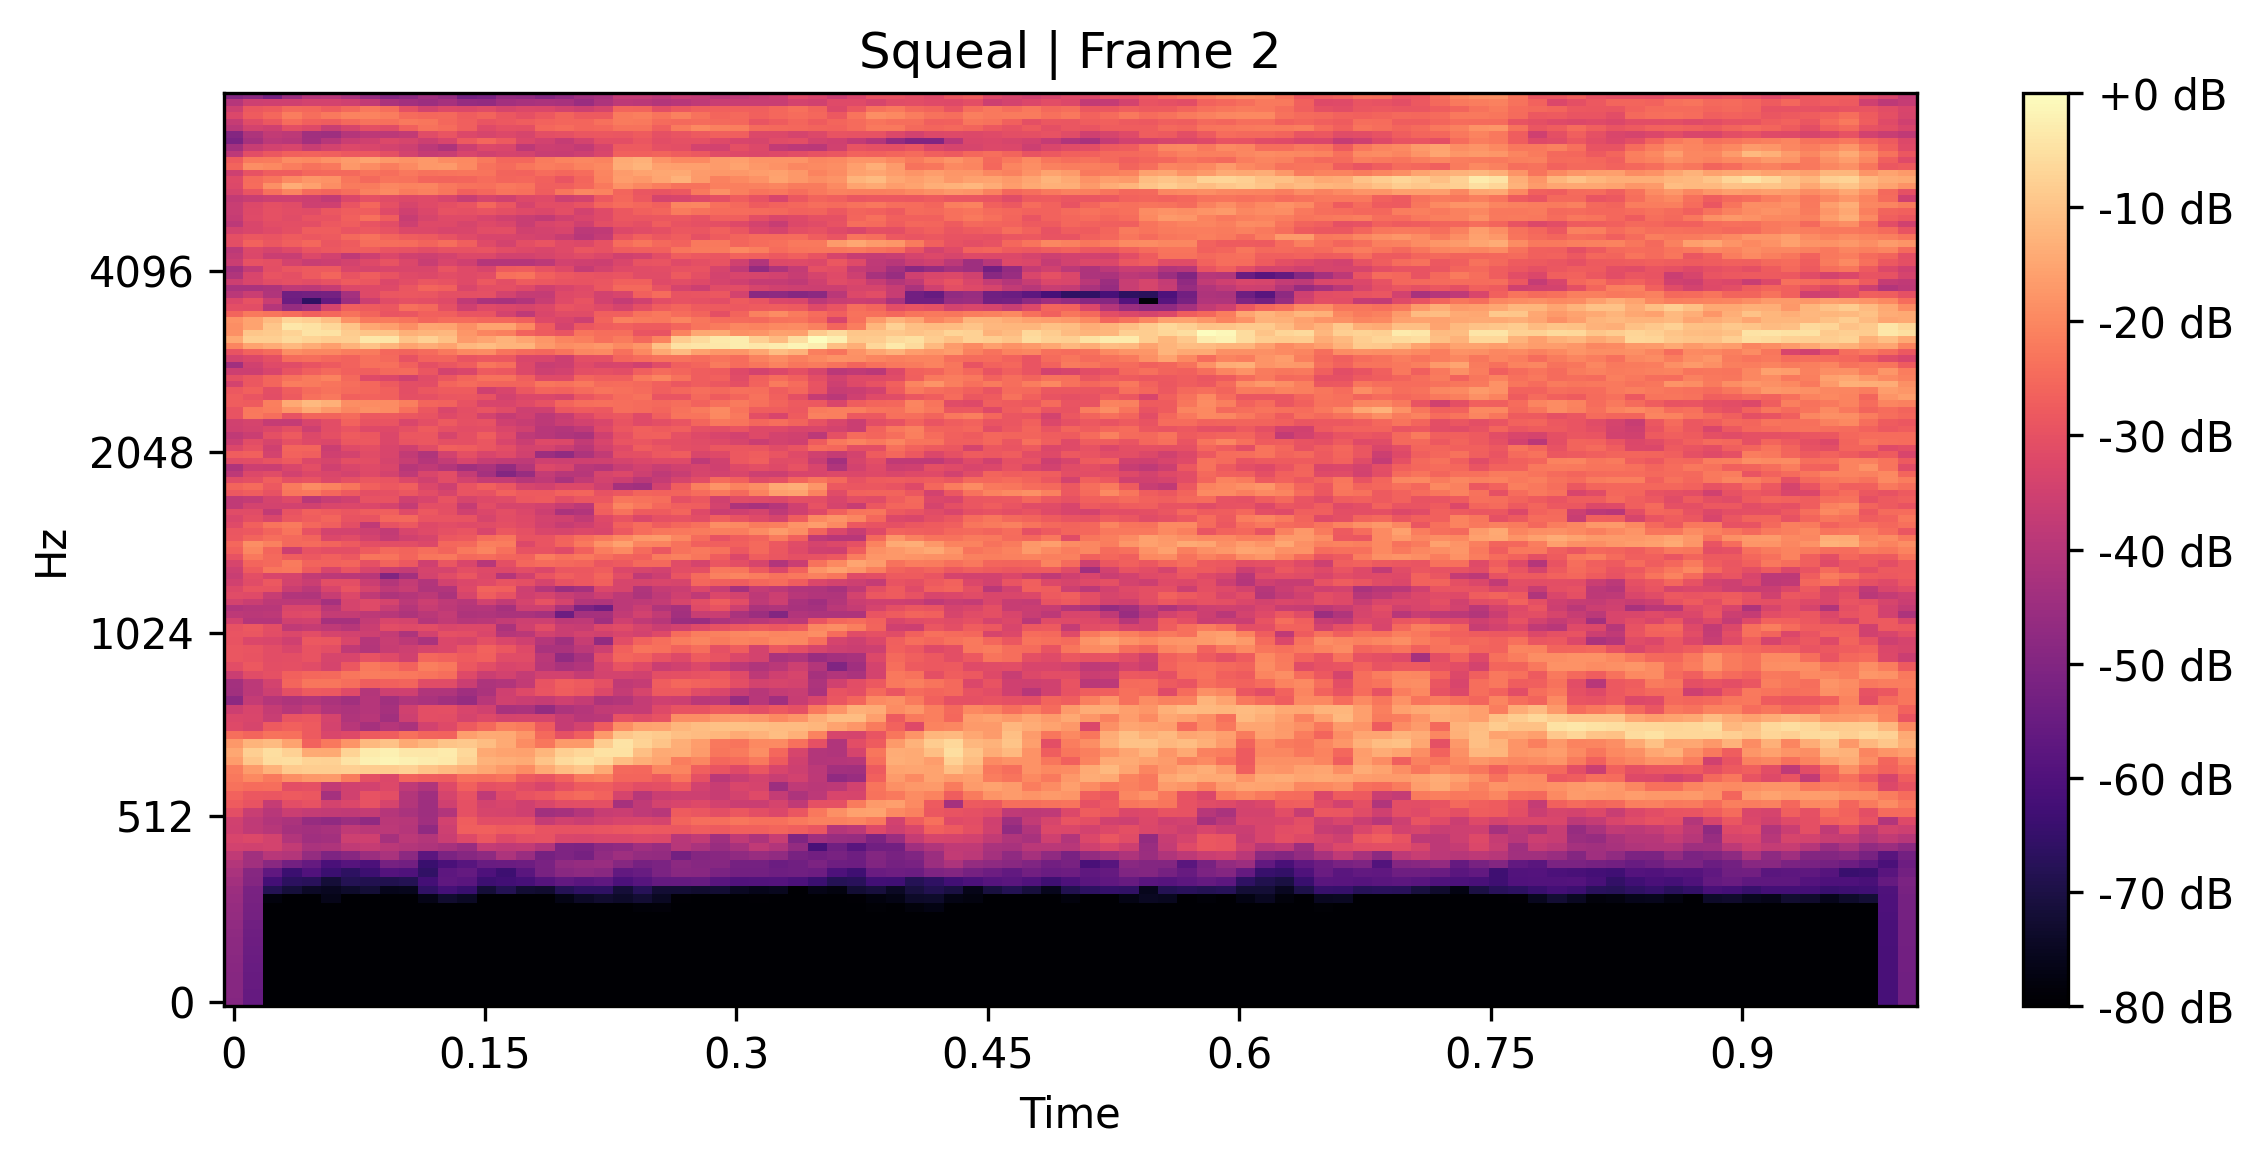 Squeal | Frame 2
Hz
4096
2048
1024
512
0
0 0.15 0.3 0.45 0.6 0.75 0.9
Time
+0 dB
-10 dB
-20 dB
-30 dB
-40 dB
-50 dB
-60 dB
-70 dB
-80 dB